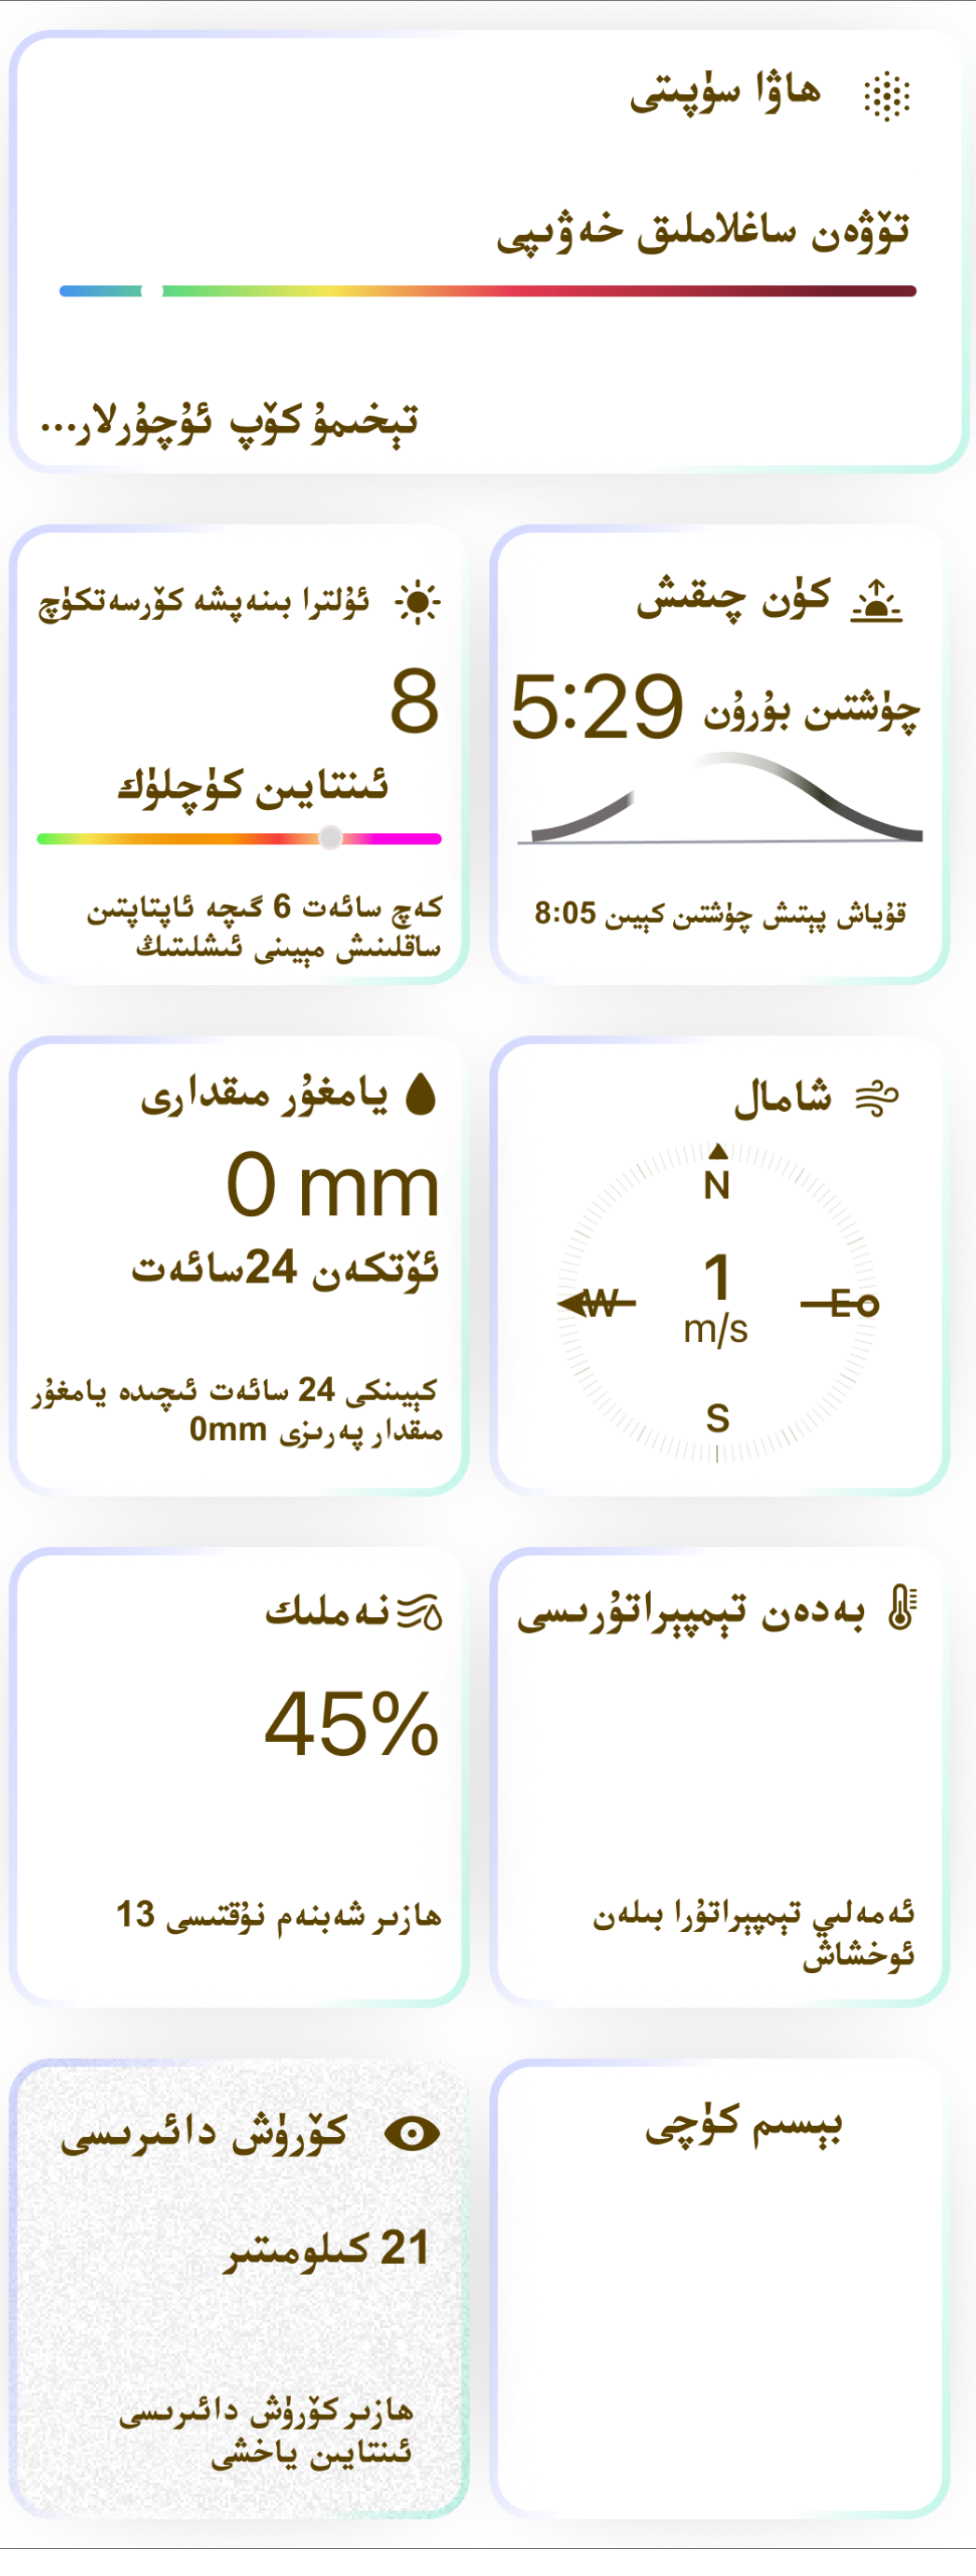 ھاۋا سۈپىتى
تۆۋەن ساغلاملىق خەۋپى
تېخىمۇ كۆپ ئۇچۇرلار...
كۈن چىقىش
چۈشتىن بۇرۇن 5:29
قۇياش پېتىش چۈشتىن كېيىن 8:05
ئۇلترا بىنەپشە كۆرسەتكۈچ
8
ئىنتايىن كۈچلۈك
كەچ سائەت 6 گىچە ئاپتاپتىن
ساقلىنىش مېيىنى ئىشلىتىڭ
شامال
N
W
1
m/s
E
S
يامغۇر مىقدارى
0 mm
ئۆتكەن 24سائەت
كېيىنكى 24 سائەت ئىچىدە يامغۇر
مىقدار پەرىزى 0mm
بەدەن تېمپېراتۇرىسى
ئەمەلىي تېمپېراتۇرا بىلەن
ئوخشاش
نەملىك
45%
ھازىر شەبنەم نۇقتىسى 13
بېسىم كۈچى
كۆرۈش دائىرىسى
21 كىلومىتىر
ھازىر كۆرۈش دائىرىسى
ئىنتايىن ياخشى